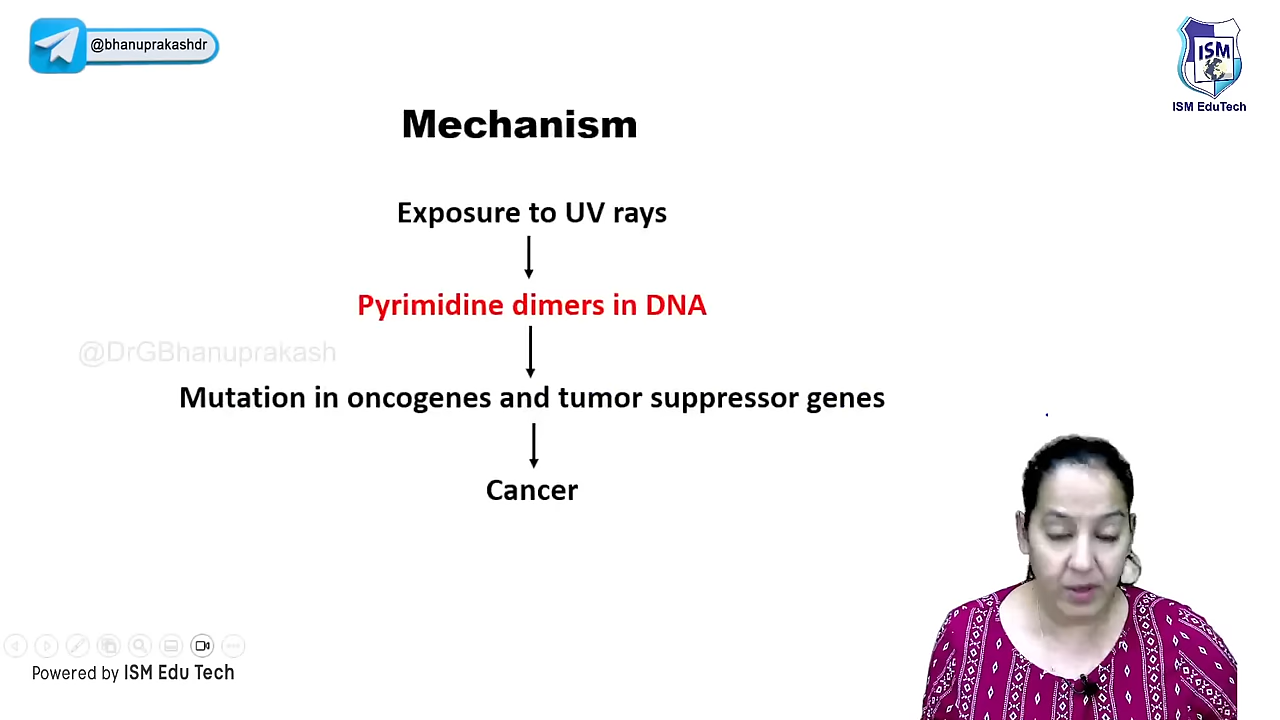 @bhanuprakashdr
ISM
ISM EduTech
Mechanism
Exposure to UV rays
Pyrimidine dimers in DNA
@DrGBhanuprakash
Mutation in oncogenes and tumor suppressor genes
Cancer
Powered by ISM Edu Tech